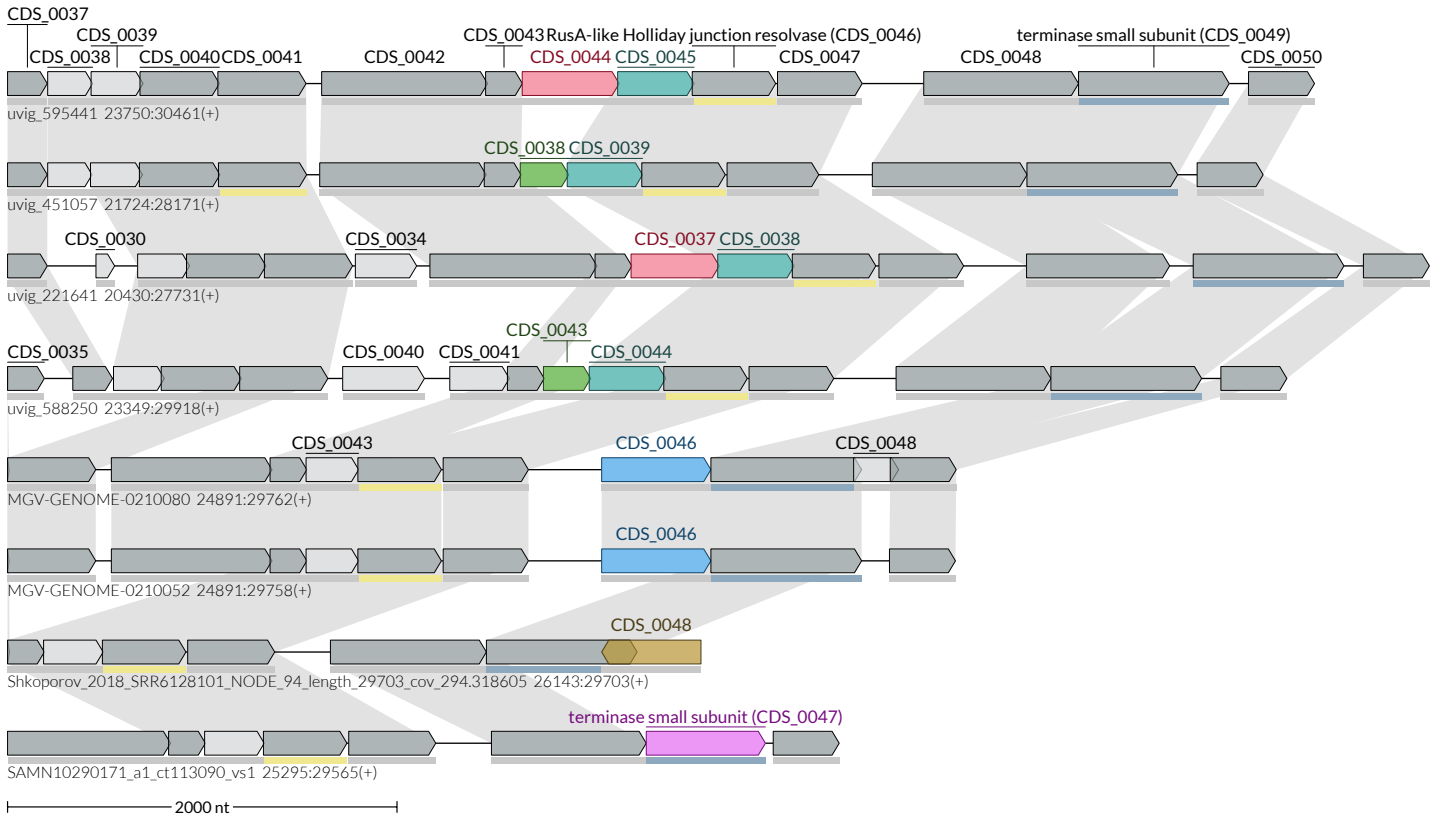 CDS_0037
CDS_0039 CDS_0043 RusA-like Holliday junction resolvase (CDS_0046) terminase small subunit (CDS_0049)
CDS_0038 CDS_0040 CDS_0041 CDS_0042 CDS_0044 CDS_0045 CDS_0047 CDS_0048 CDS_0050
uvig_595441 23750:30461(+)
CDS_0038 CDS_0039
uvig_451057 21724:28171(+)
CDS_0030 CDS_0034 CDS_0037 CDS_0038
uvig_221641 20430:27731(+)
CDS_0043
CDS_0035 CDS_0040 CDS_0041 CDS_0044
uvig_588250 23349:29918(+)
CDS_0043 CDS_0046 CDS_0048
MGV-GENOME-0210080 24891:29762(+)
CDS_0046
MGV-GENOME-0210052 24891:29758(+)
CDS_0048
Shkoporov_2018_SRR6128101_NODE_94_length_29703_cov_294.318605 26143:29703(+)
terminase small subunit (CDS_0047)
SAMN10290171_a1_ct113090_vs1 25295:29565(+)
2000 nt